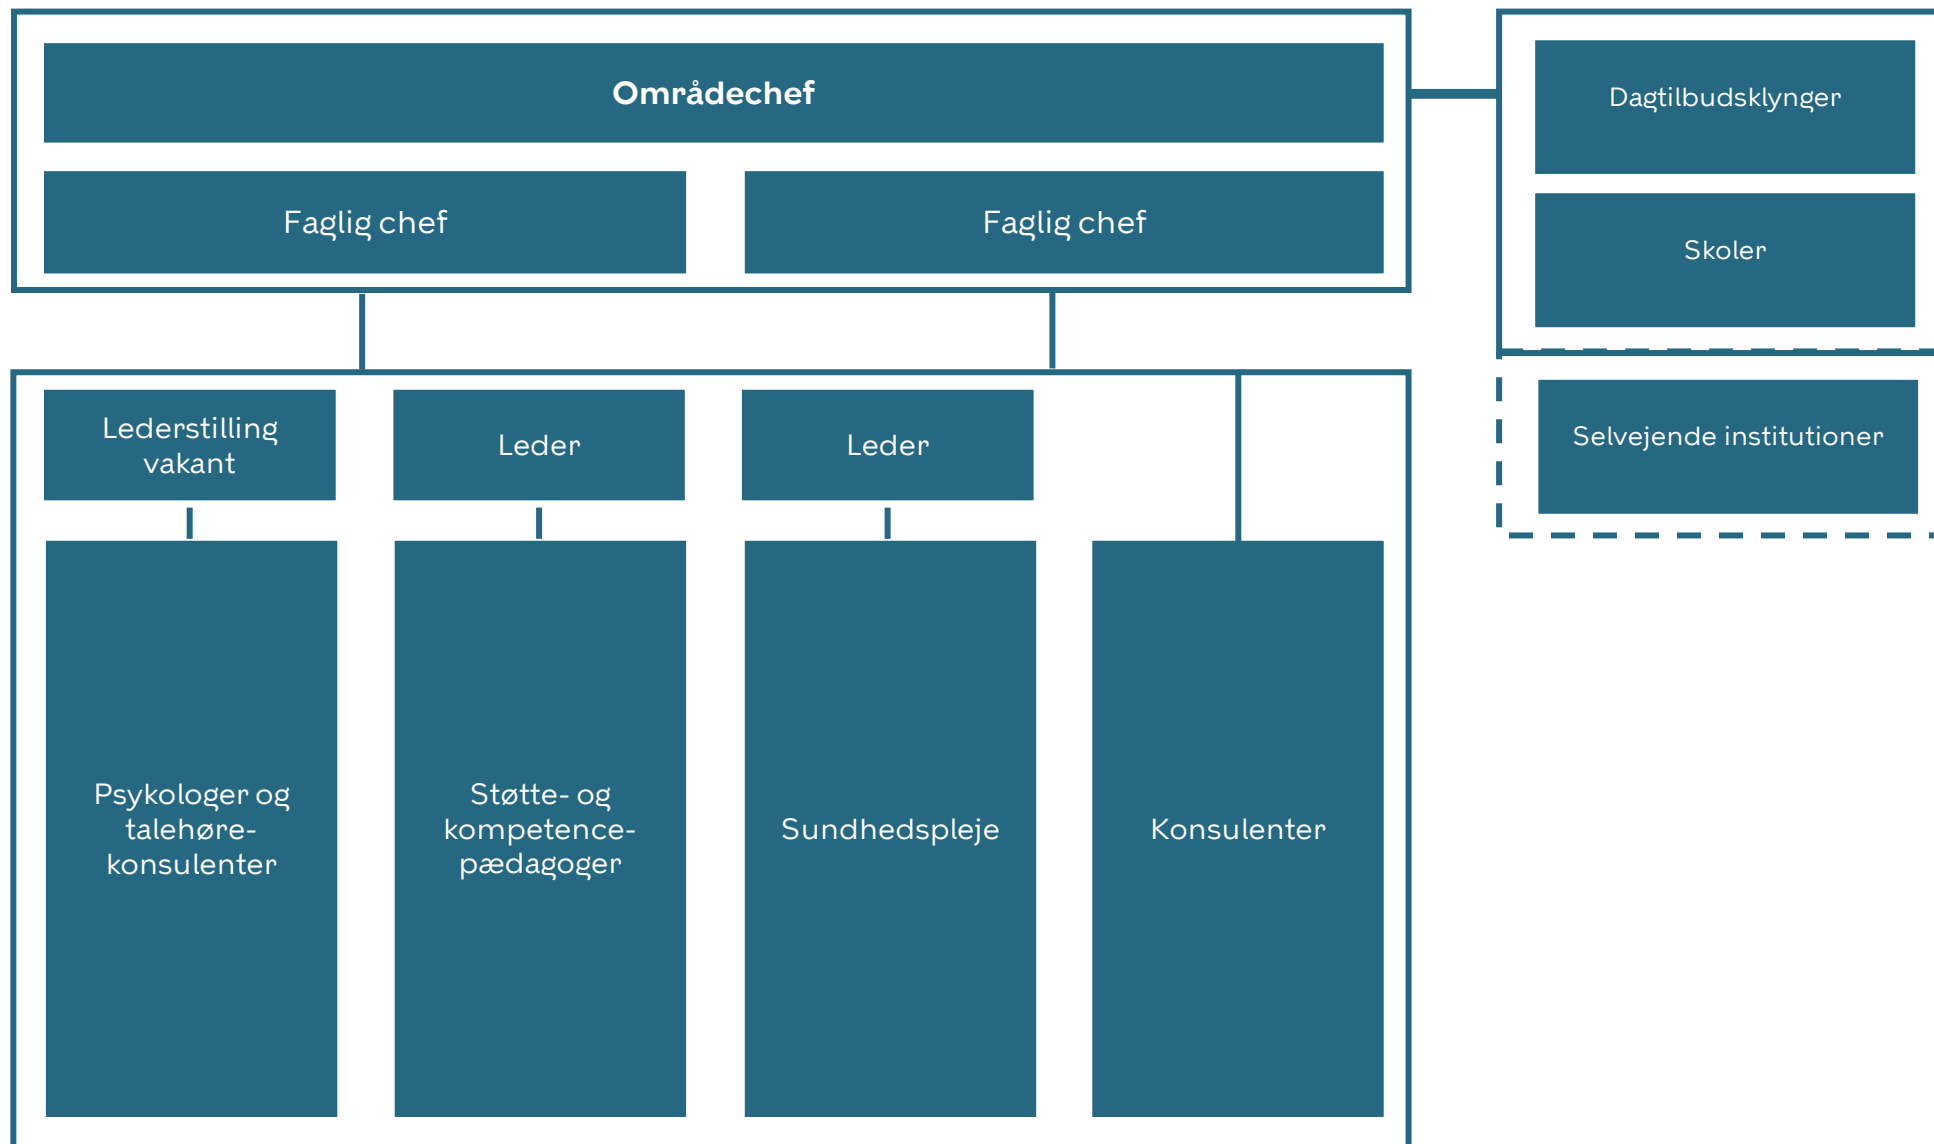 Områdechef
Faglig chef
Faglig chef
Dagtilbudsklynger
Skoler
Selvejende institutioner
Lederstilling
vakant
Leder
Leder
Psykologer og
talehøre-
konsulenter
Støtte- og
kompetence-
pædagoger
Sundhedspleje
Konsulenter